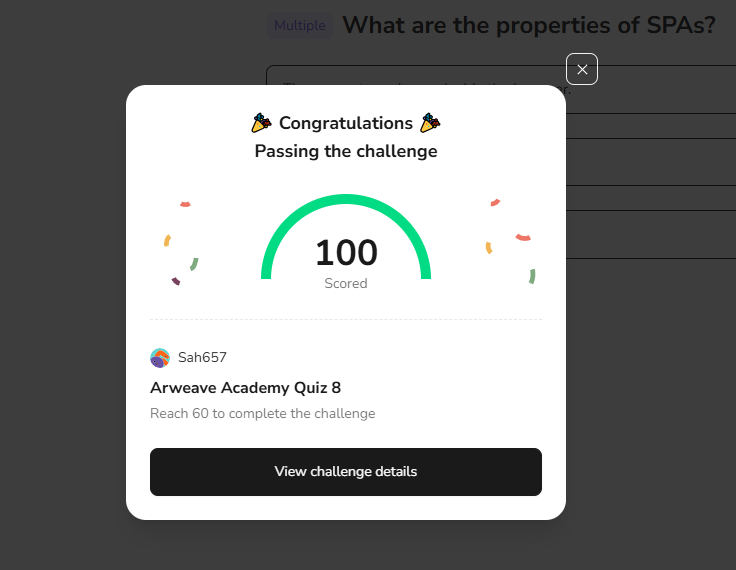 Multiple What are the properties of SPAs?
Congratulations
Passing the challenge
100
Scored
Sah657
Arweave Academy Quiz 8
Reach 60 to complete the challenge
View challenge details